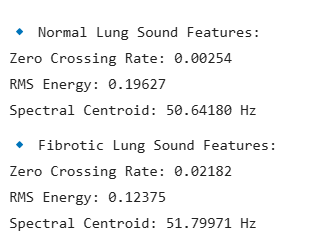 🔹 Normal Lung Sound Features:
Zero Crossing Rate: 0.00254
RMS Energy: 0.19627
Spectral Centroid: 50.64180 Hz
🔹 Fibrotic Lung Sound Features:
Zero Crossing Rate: 0.02182
RMS Energy: 0.12375
Spectral Centroid: 51.79971 Hz